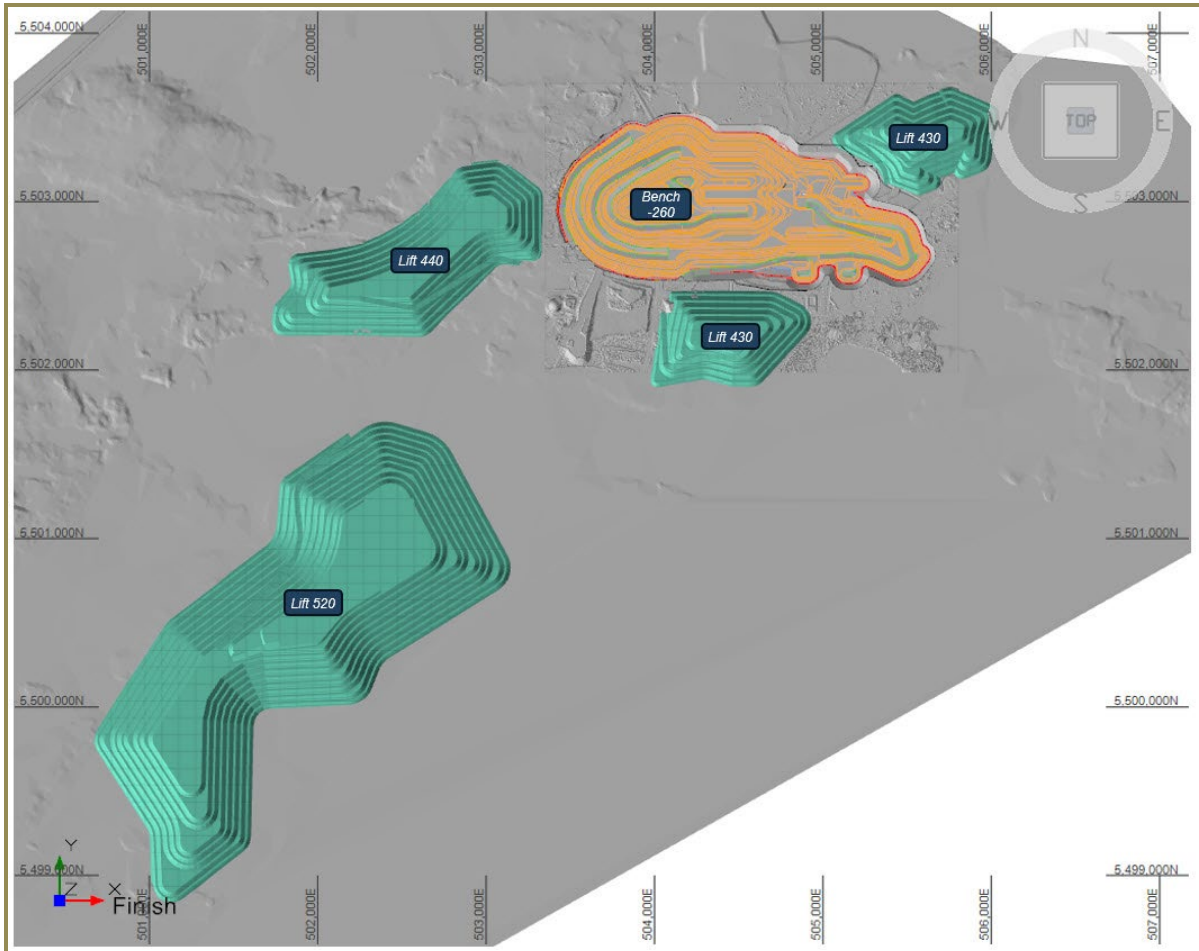 5,504,000N
501,000E
502,000E
503,000E
504,000E
505,000E
506,000E
507,000E
N
W
TOP
E
S
Lift 430
5,503,000N
5,503,000N
Bench
-260
Lift 440
Lift 430
5,502,000N
5,502,000N
5,501,000N
5,501,000N
Lift 520
5,500,000N
5,500,000N
Y
5,499,000N
5,499,000N
Z
X
Finish
501,000E
502,000E
503,000E
504,000E
505,000E
506,000E
507,000E